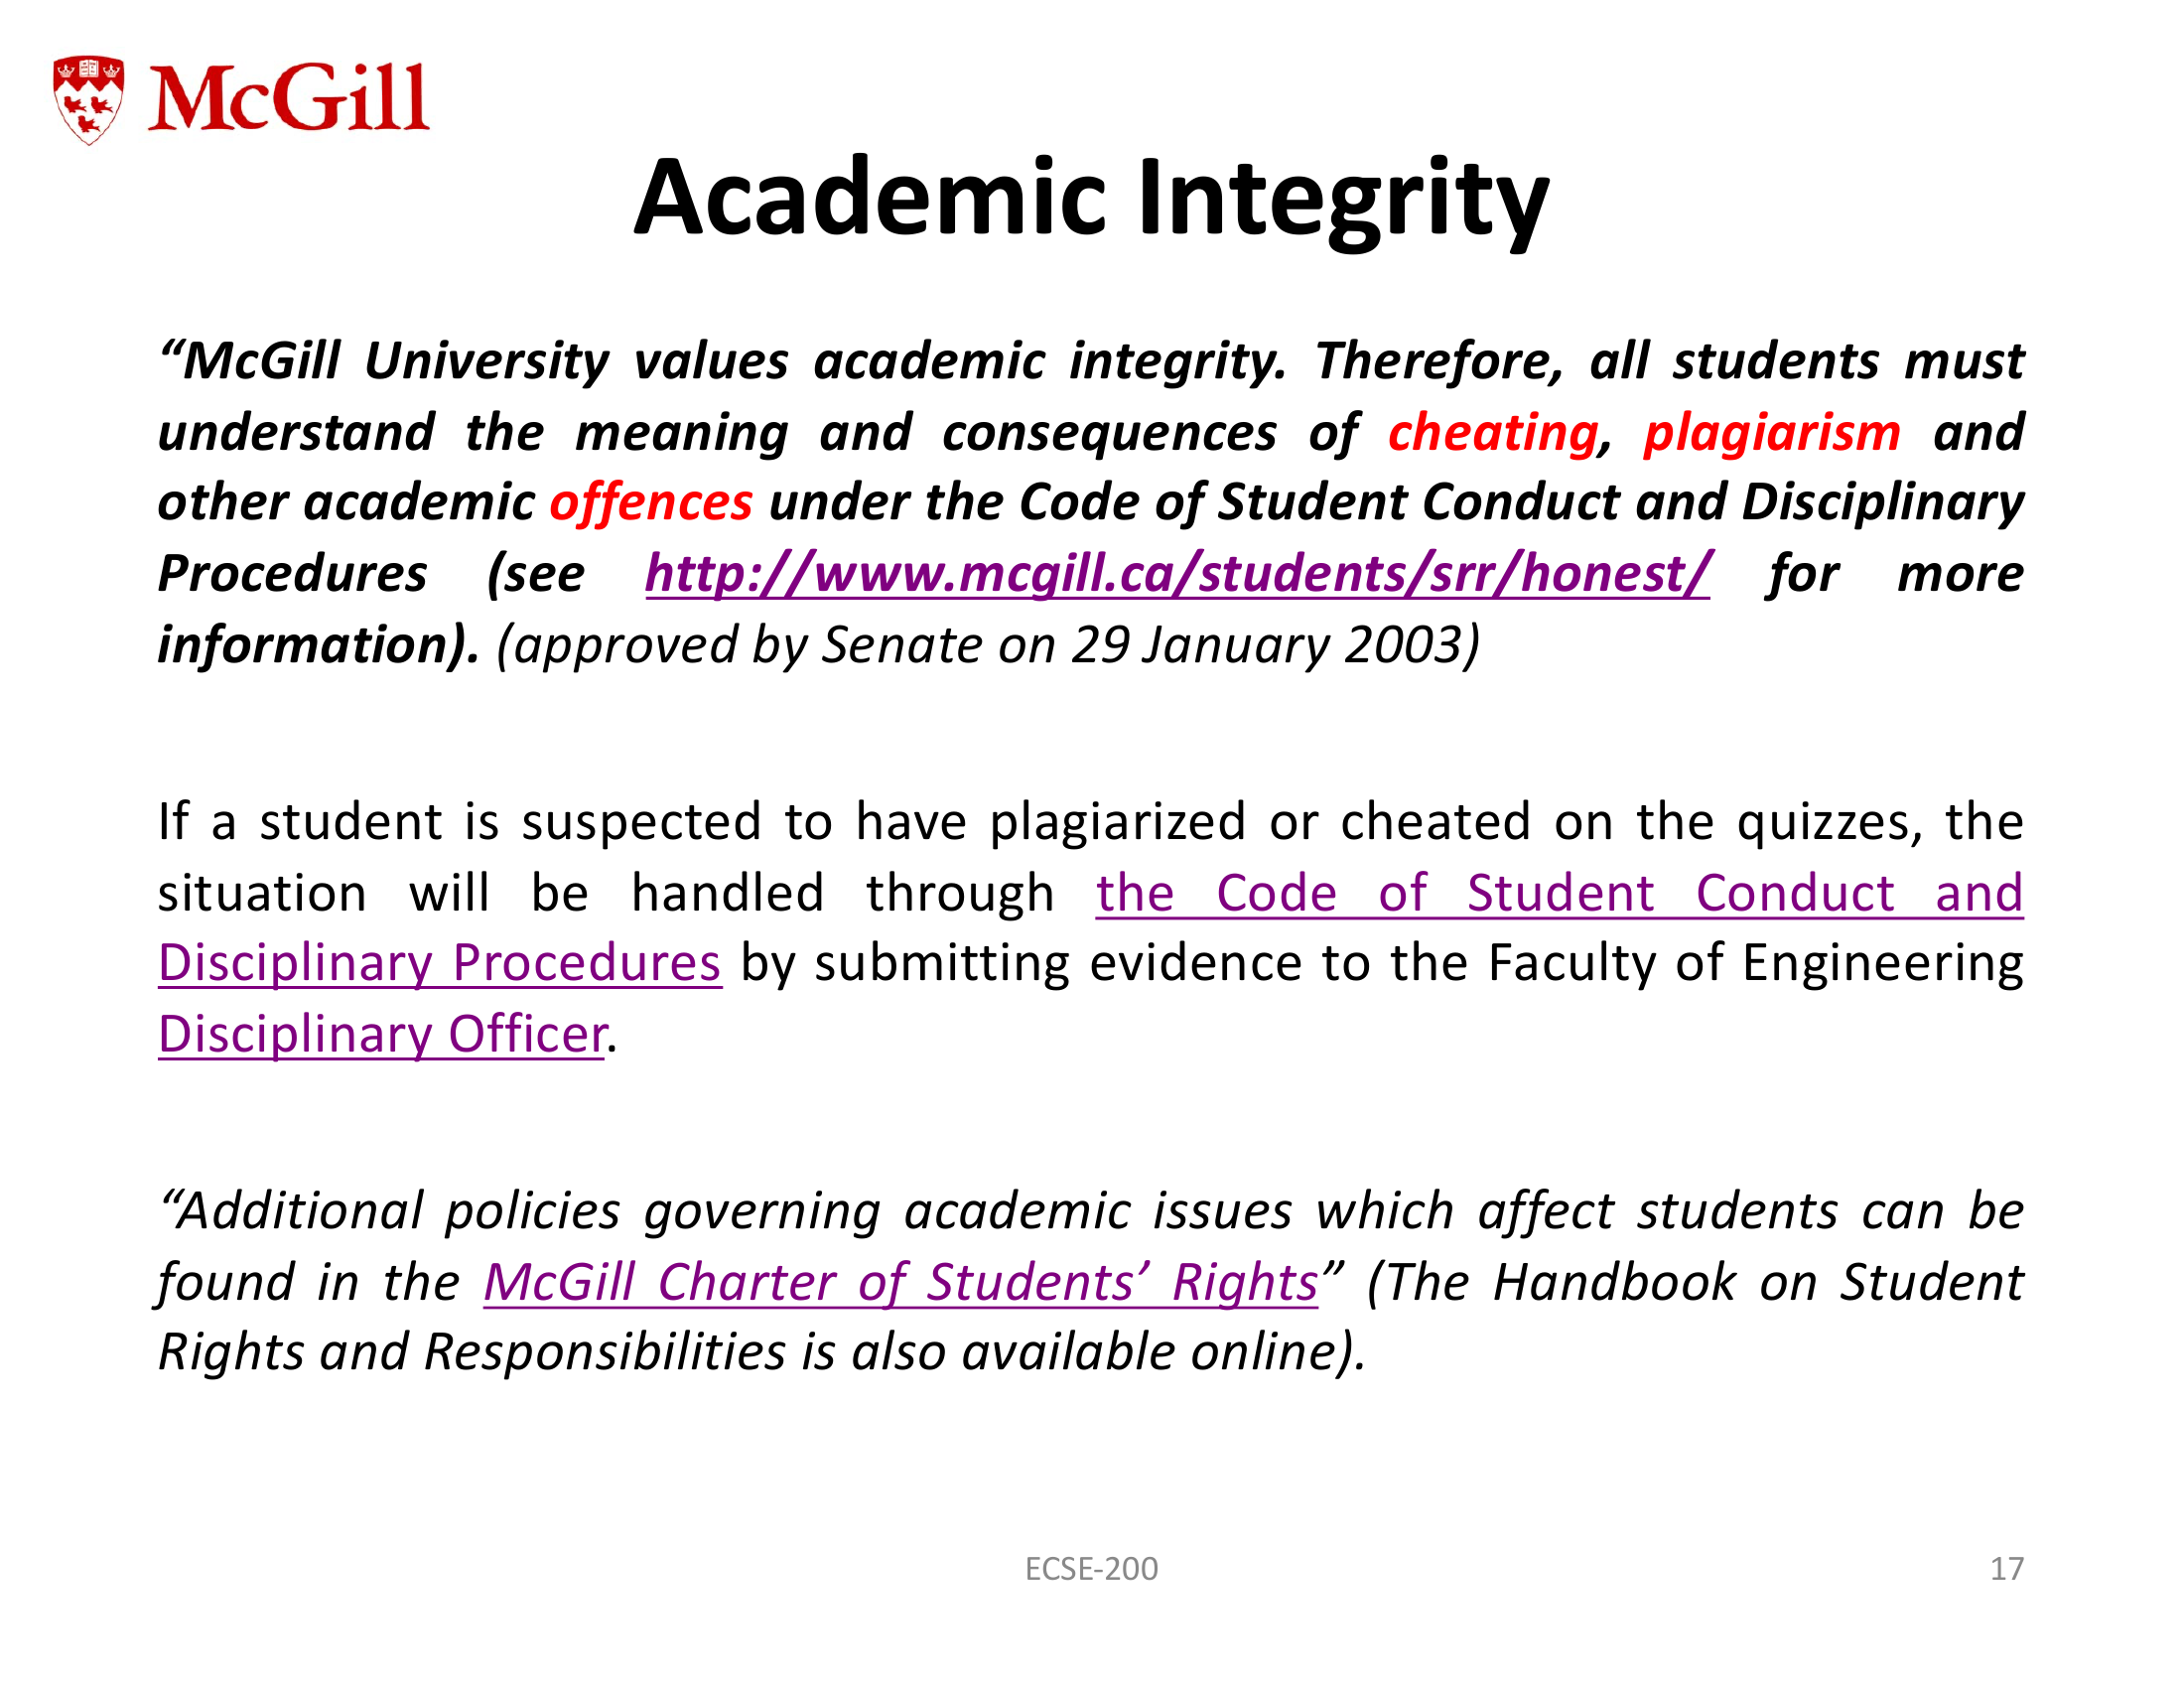 McGill
Academic Integrity
“McGill University values academic integrity. Therefore, all students must
understand the meaning and consequences of cheating, plagiarism and
other academic offences under the Code of Student Conduct and Disciplinary
Procedures (see http://www.mcgill.ca/students/srr/honest/ for more
information). (approved by Senate on 29 January 2003)
If a student is suspected to have plagiarized or cheated on the quizzes, the
situation will be handled through the Code of Student Conduct and
Disciplinary Procedures by submitting evidence to the Faculty of Engineering
Disciplinary Officer.
“Additional policies governing academic issues which affect students can be
found in the McGill Charter of Students’ Rights” (The Handbook on Student
Rights and Responsibilities is also available online).
ECSE-200
17